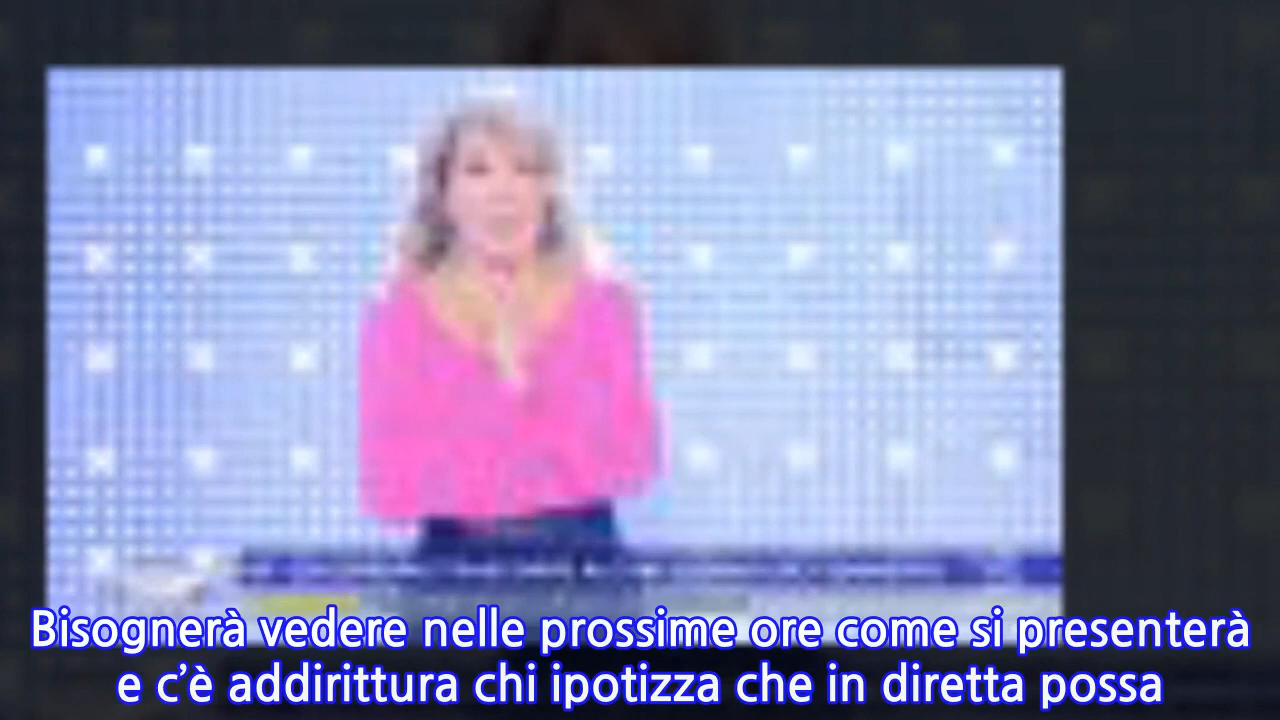 Bisognerà vedere nelle prossime ore come si presenterà
e c’è addirittura chi ipotizza che in diretta possa